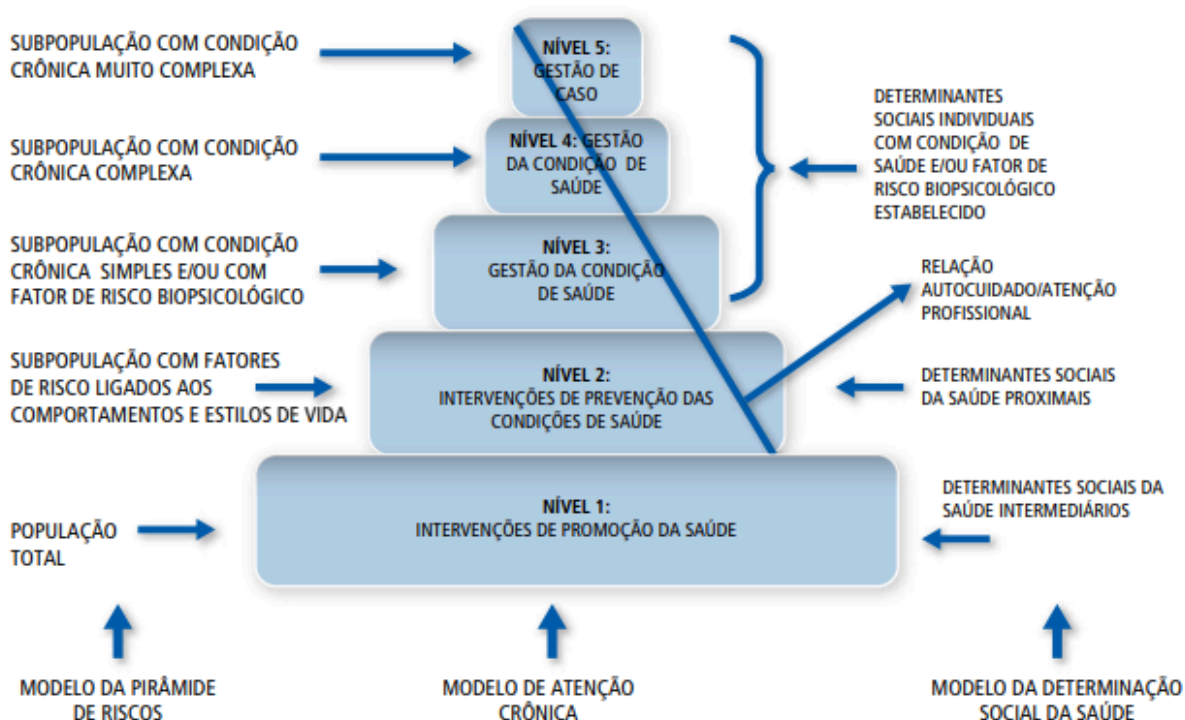 SUBPOPULAÇÃO COM CONDIÇÃO
CRÔNICA MUITO COMPLEXA
SUBPOPULAÇÃO COM CONDIÇÃO
CRÔNICA COMPLEXA
SUBPOPULAÇÃO COM CONDIÇÃO
CRÔNICA SIMPLES E/OU COM
FATOR DE RISCO BIOPSICOLÓGICO
SUBPOPULAÇÃO COM FATORES
DE RISCO LIGADOS AOS
COMPORTAMENTOS E ESTILOS DE VIDA
POPULAÇÃO
TOTAL
MODELO DA PIRÂMIDE
DE RISCOS
NÍVEL 5:
GESTÃO DE
CASO
NÍVEL 4: GESTÃO
DA CONDIÇÃO DE
SAÚDE
NÍVEL 3:
GESTÃO DA CONDIÇÃO
DE SAÚDE
NÍVEL 2:
INTERVENÇÕES DE PREVENÇÃO DAS
CONDIÇÕES DE SAÚDE
NÍVEL 1:
INTERVENÇÕES DE PROMOÇÃO DA SAÚDE
MODELO DE ATENÇÃO
CRÔNICA
DETERMINANTES
SOCIAIS INDIVIDUAIS
COM CONDIÇÃO DE
SAÚDE E/OU FATOR DE
RISCO BIOPSICOLÓGICO
ESTABELECIDO
RELAÇÃO
AUTOCUIDADO/ATENÇÃO
PROFISSIONAL
DETERMINANTES SOCIAIS
DA SAÚDE PROXIMAIS
DETERMINANTES SOCIAIS DA
SAÚDE INTERMEDIÁRIOS
MODELO DA DETERMINAÇÃO
SOCIAL DA SAÚDE